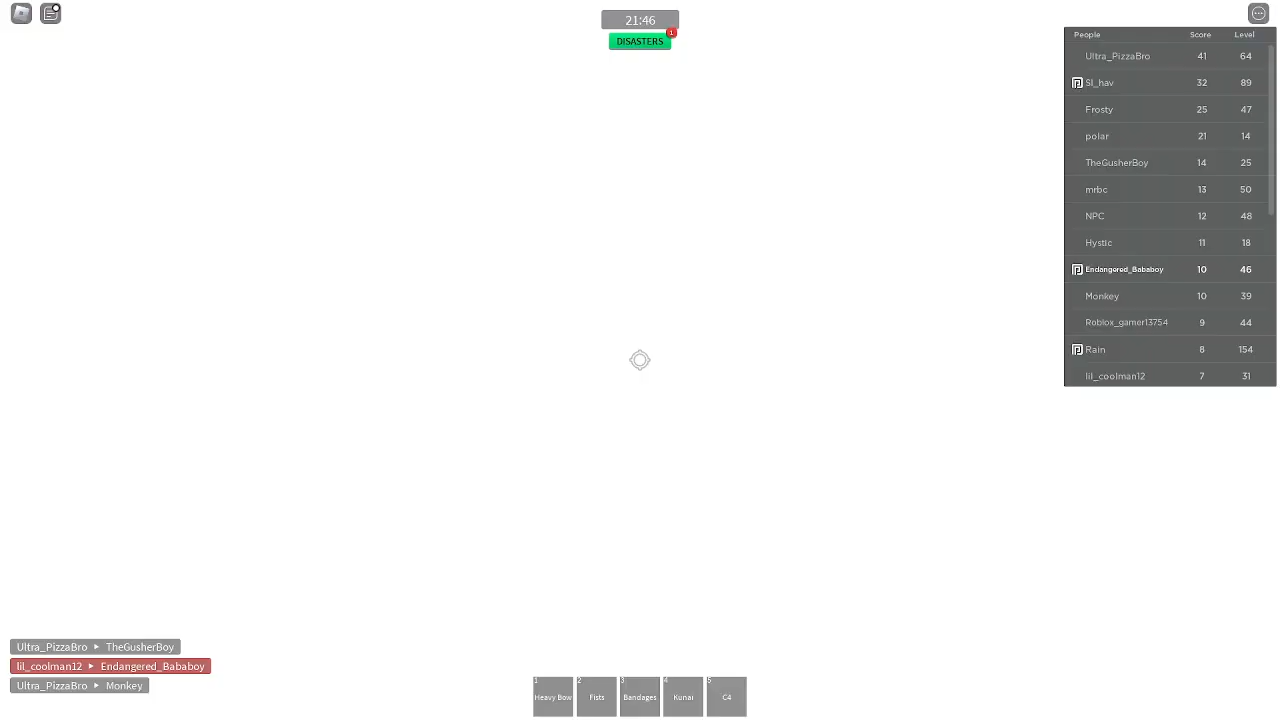 21:46
DISASTERS 1
People Score Level
Ultra_PizzaBro 41 64
Sl_hav 32 89
Frosty 25 47
polar 21 14
TheGusherBoy 14 25
mrbc 13 50
NPC 12 48
Hystic 11 18
Endangered_Bababoy 10 46
Monkey 10 39
Roblox_gamer13754 9 44
Rain 8 154
lil_coolman12 7 31
Ultra_PizzaBro ▸ TheGusherBoy
lil_coolman12 ▸ Endangered_Bababoy
Ultra_PizzaBro ▸ Monkey
1 2 3 4 5
Heavy Bow Fists Bandages Kunai C4